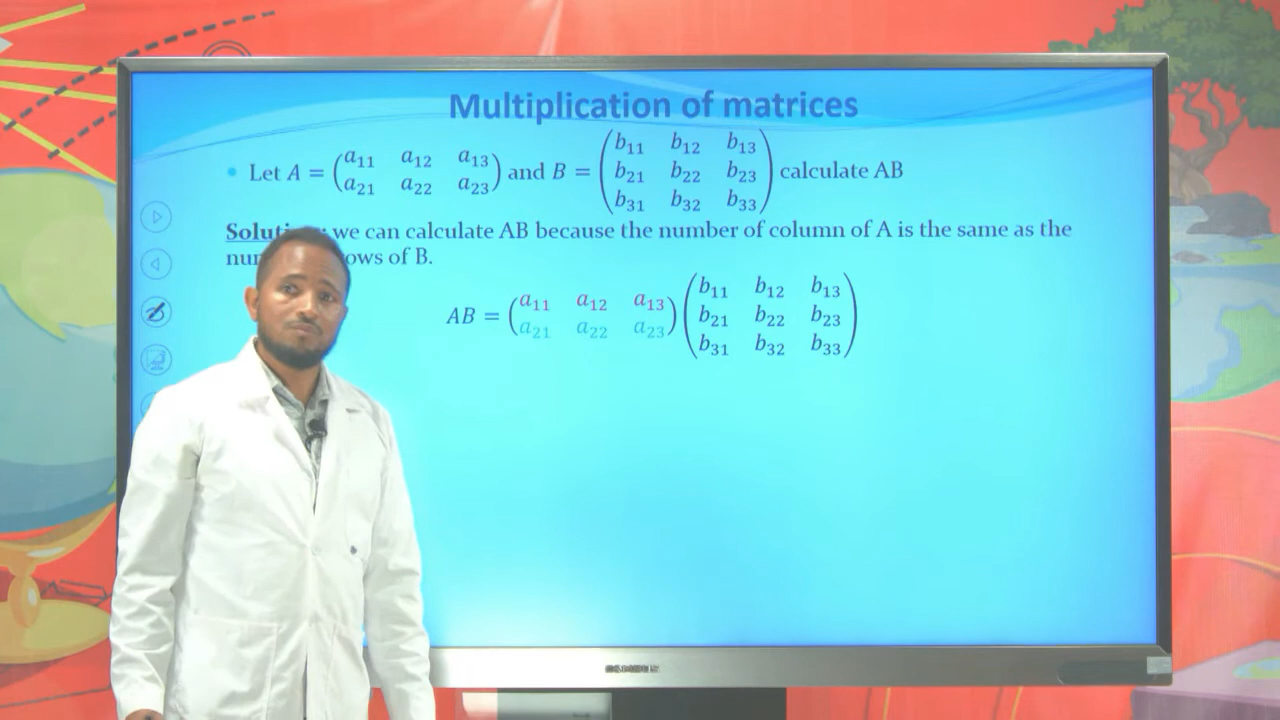 Multiplication of matrices
• Let A = (a₁₁ a₁₂ a₁₃ / a₂₁ a₂₂ a₂₃) and B = (b₁₁ b₁₂ b₁₃ / b₂₁ b₂₂ b₂₃ / b₃₁ b₃₂ b₃₃) calculate AB
we can calculate AB because the number of column of A is the same as the
of B.
AB = (a₁₁ a₁₂ a₁₃ / a₂₁ a₂₂ a₂₃) (b₁₁ b₁₂ b₁₃ / b₂₁ b₂₂ b₂₃ / b₃₁ b₃₂ b₃₃)